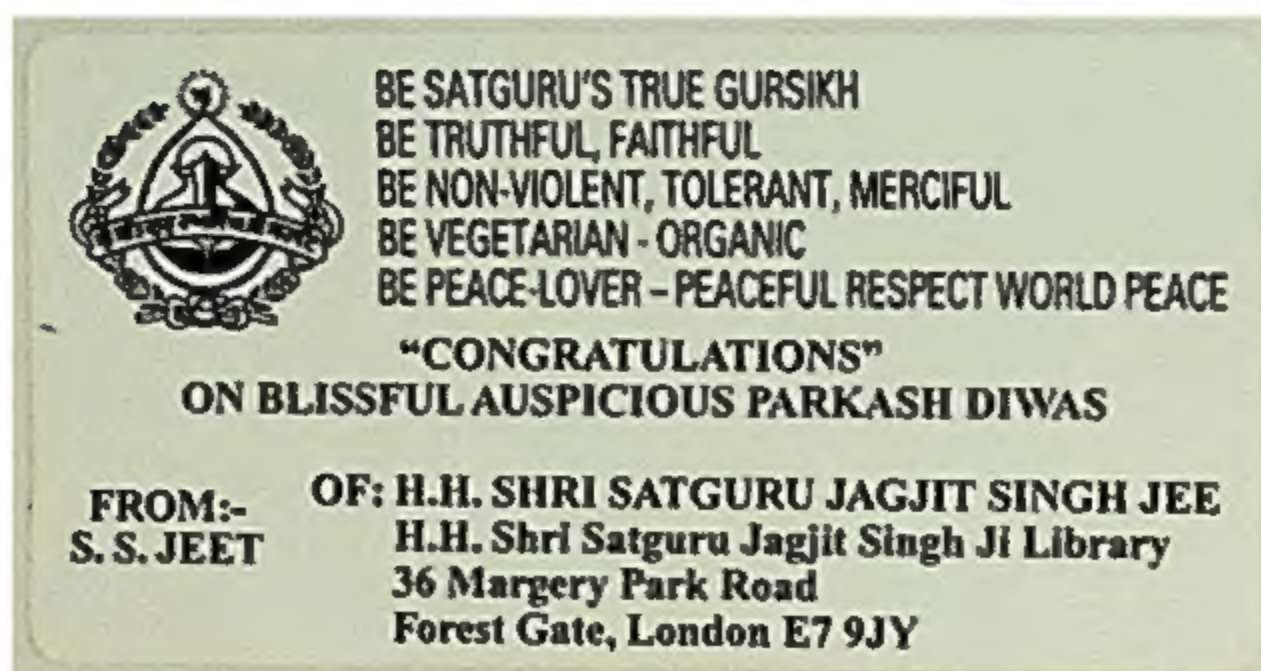 BE SATGURU'S TRUE GURSIKH
BE TRUTHFUL, FAITHFUL
BE NON-VIOLENT, TOLERANT, MERCIFUL
BE VEGETARIAN - ORGANIC
BE PEACE-LOVER – PEACEFUL RESPECT WORLD PEACE
“CONGRATULATIONS”
ON BLISSFUL AUSPICIOUS PARKASH DIWAS
FROM:-
S. S. JEET
OF: H.H. SHRI SATGURU JAGJIT SINGH JEE
H.H. Shri Satguru Jagjit Singh Ji Library
36 Margery Park Road
Forest Gate, London E7 9JY